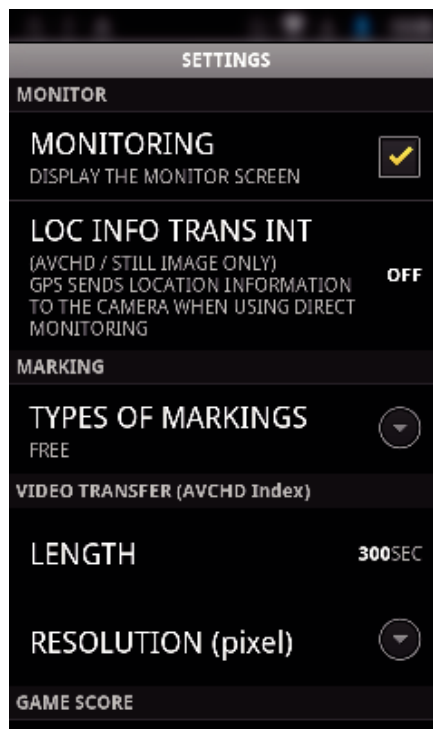 SETTINGS
MONITOR
MONITORING
DISPLAY THE MONITOR SCREEN
LOC INFO TRANS INT
(AVCHD / STILL IMAGE ONLY)
GPS SENDS LOCATION INFORMATION
TO THE CAMERA WHEN USING DIRECT
MONITORING
OFF
MARKING
TYPES OF MARKINGS
FREE
VIDEO TRANSFER (AVCHD Index)
LENGTH 300SEC
RESOLUTION (pixel)
GAME SCORE